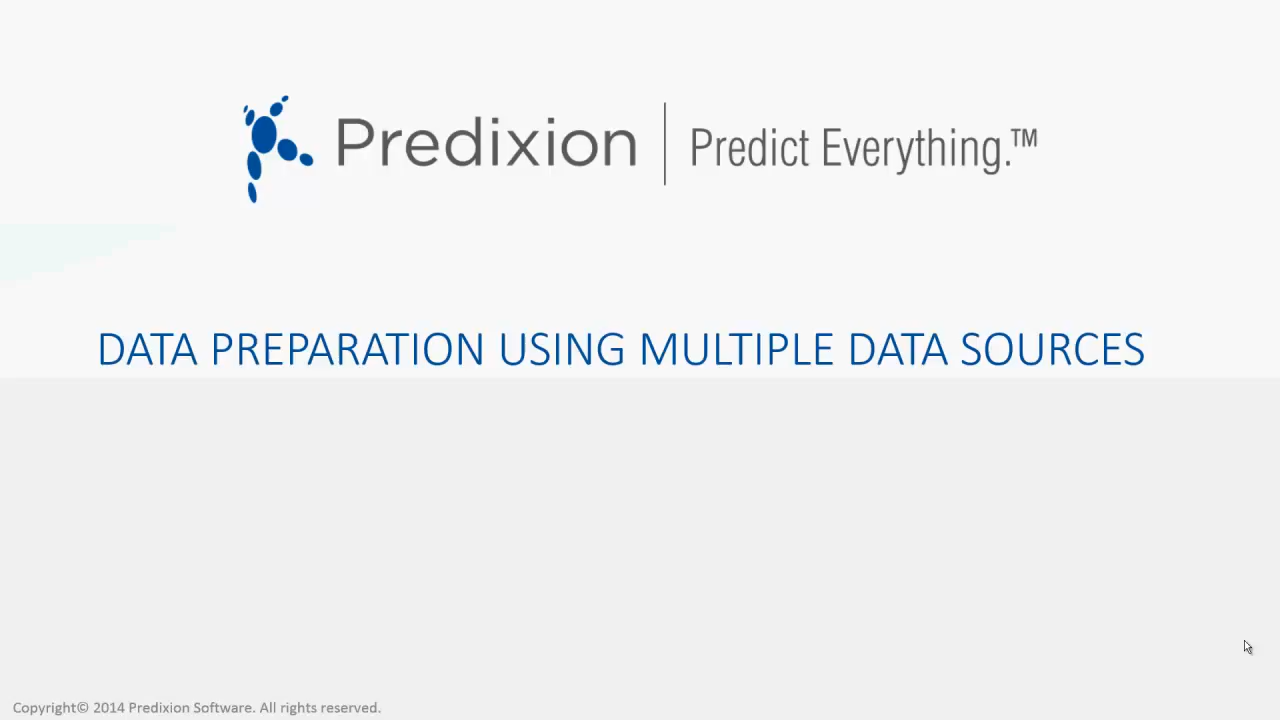 Predixion | Predict Everything.™
DATA PREPARATION USING MULTIPLE DATA SOURCES
Copyright© 2014 Predixion Software. All rights reserved.